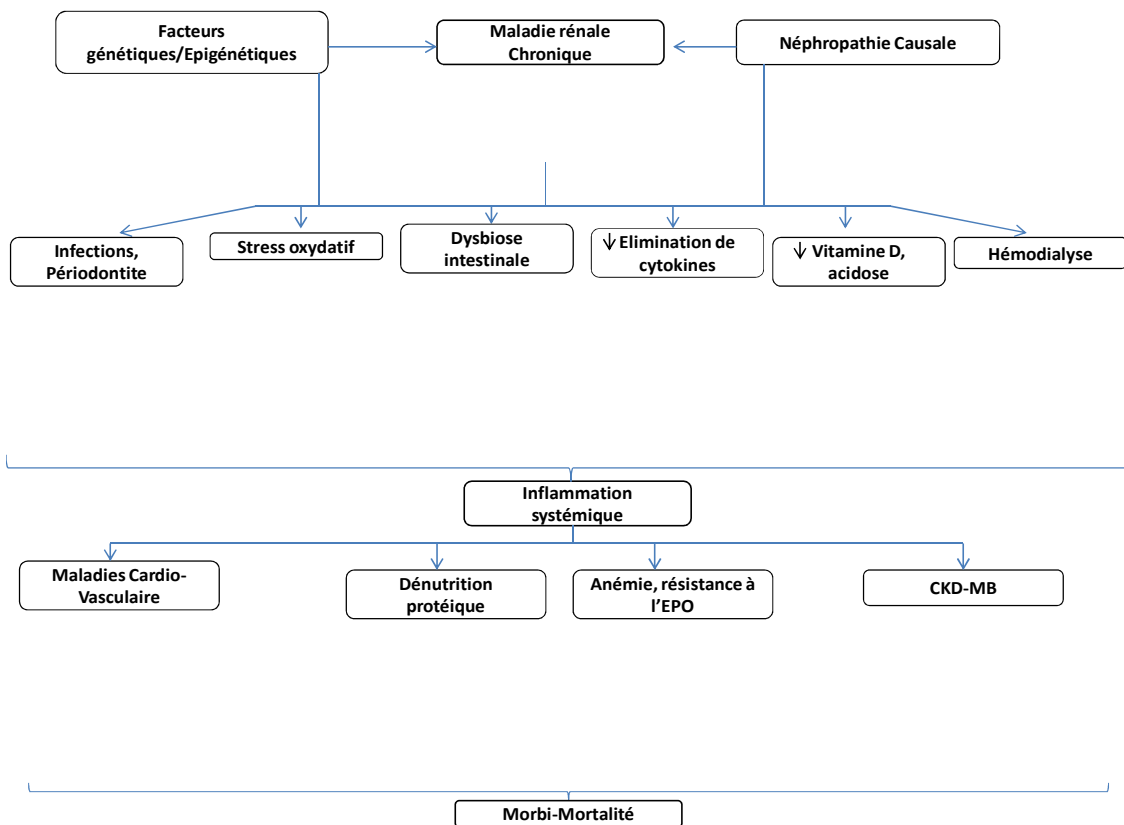 Facteurs
génétiques/Epigénétiques
Maladie rénale
Chronique
Néphropathie Causale
Infections,
Périodontite
Stress oxydatif
Dysbiose
intestinale
↓ Elimination de
cytokines
↓ Vitamine D,
acidose
Hémodialyse
Inflammation
systémique
Maladies Cardio-
Vasculaire
Dénutrition
protéique
Anémie, résistance à
l'EPO
CKD-MB
Morbi-Mortalité